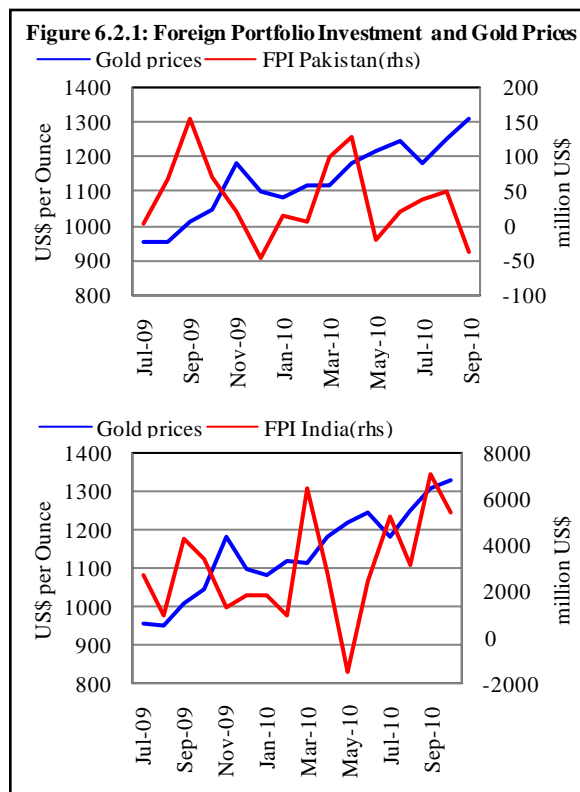 Figure 6.2.1: Foreign Portfolio Investment and Gold Prices
Gold prices FPI Pakistan(rhs)
US$ per Ounce
1400
1300
1200
1100
1000
900
800
200
150
100
50
0
-50
-100
million US$
Jul-09
Sep-09
Nov-09
Jan-10
Mar-10
May-10
Jul-10
Sep-10
Gold prices FPI India(rhs)
US$ per Ounce
1400
1300
1200
1100
1000
900
800
8000
6000
4000
2000
0
-2000
million US$
Jul-09
Sep-09
Nov-09
Jan-10
Mar-10
May-10
Jul-10
Sep-10